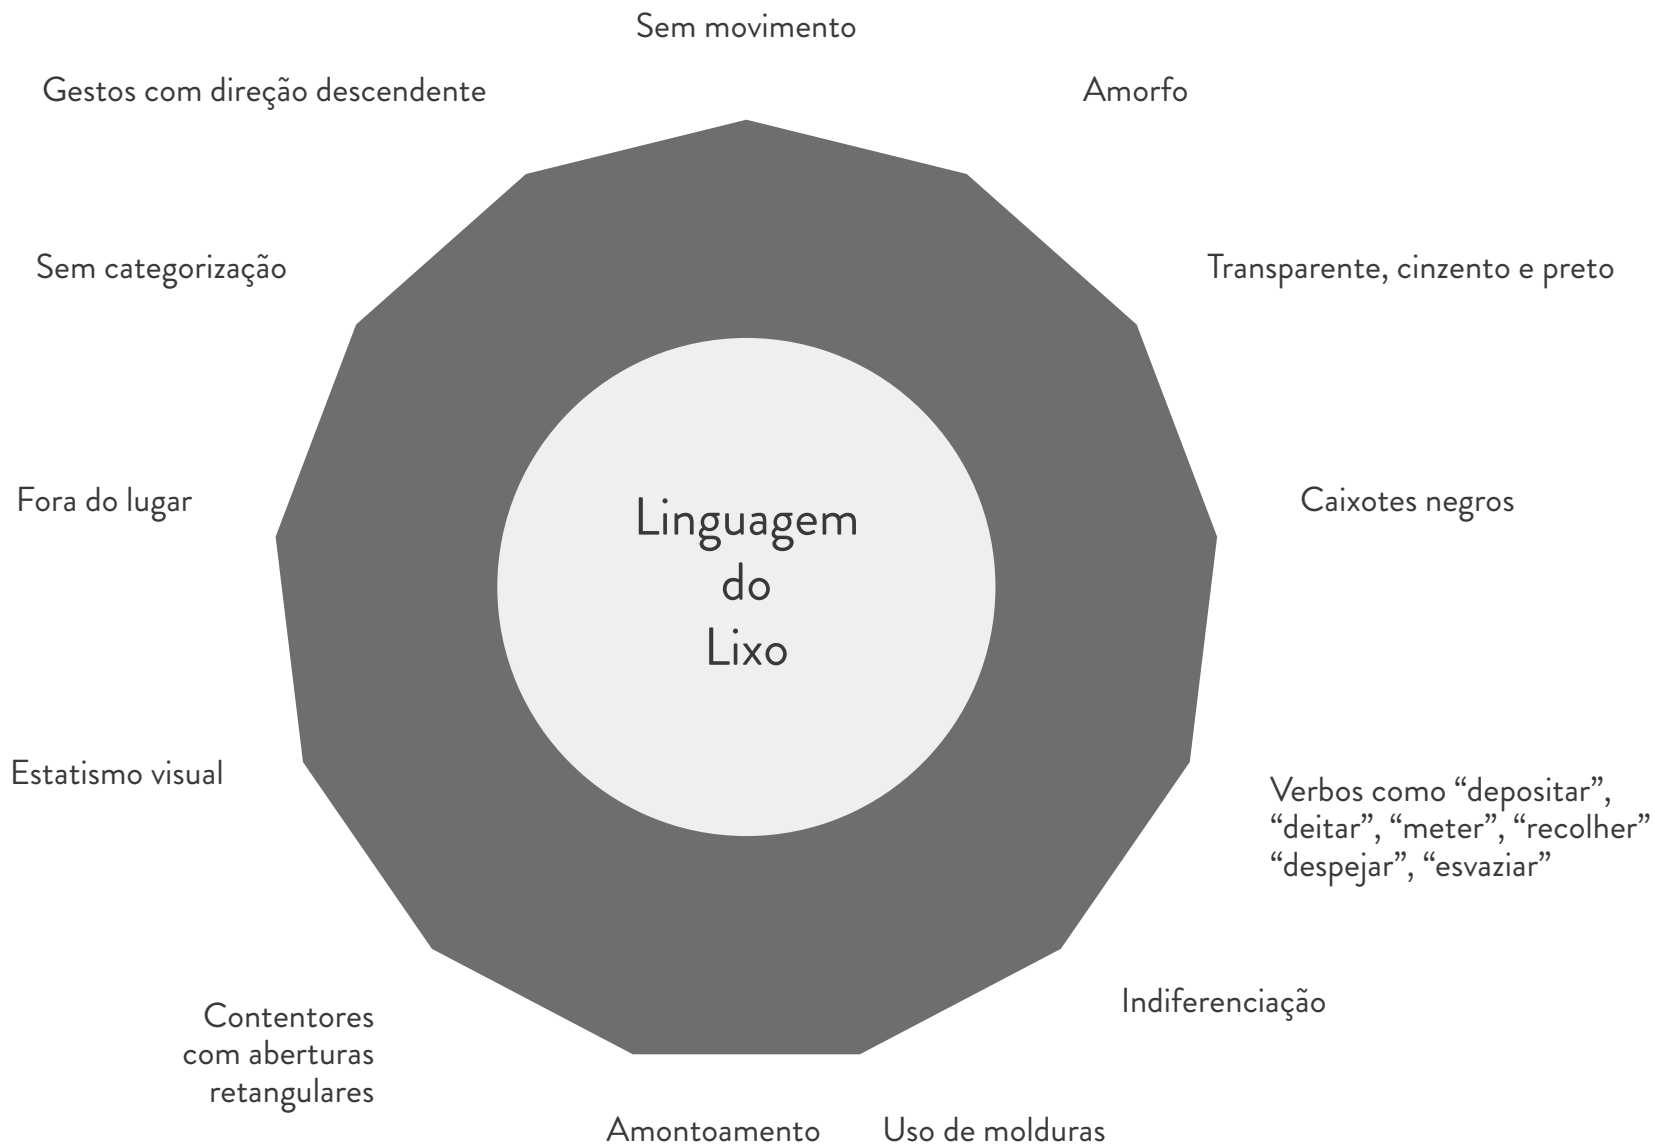 Sem movimento
Gestos com direção descendente
Amorfo
Sem categorização
Transparente, cinzento e preto
Fora do lugar
Caixotes negros
Linguagem
do
Lixo
Estatismo visual
Verbos como “depositar”,
“deitar”, “meter”, “recolher”
“despejar”, “esvaziar”
Indiferenciação
Contentores
com aberturas
retangulares
Amontoamento
Uso de molduras